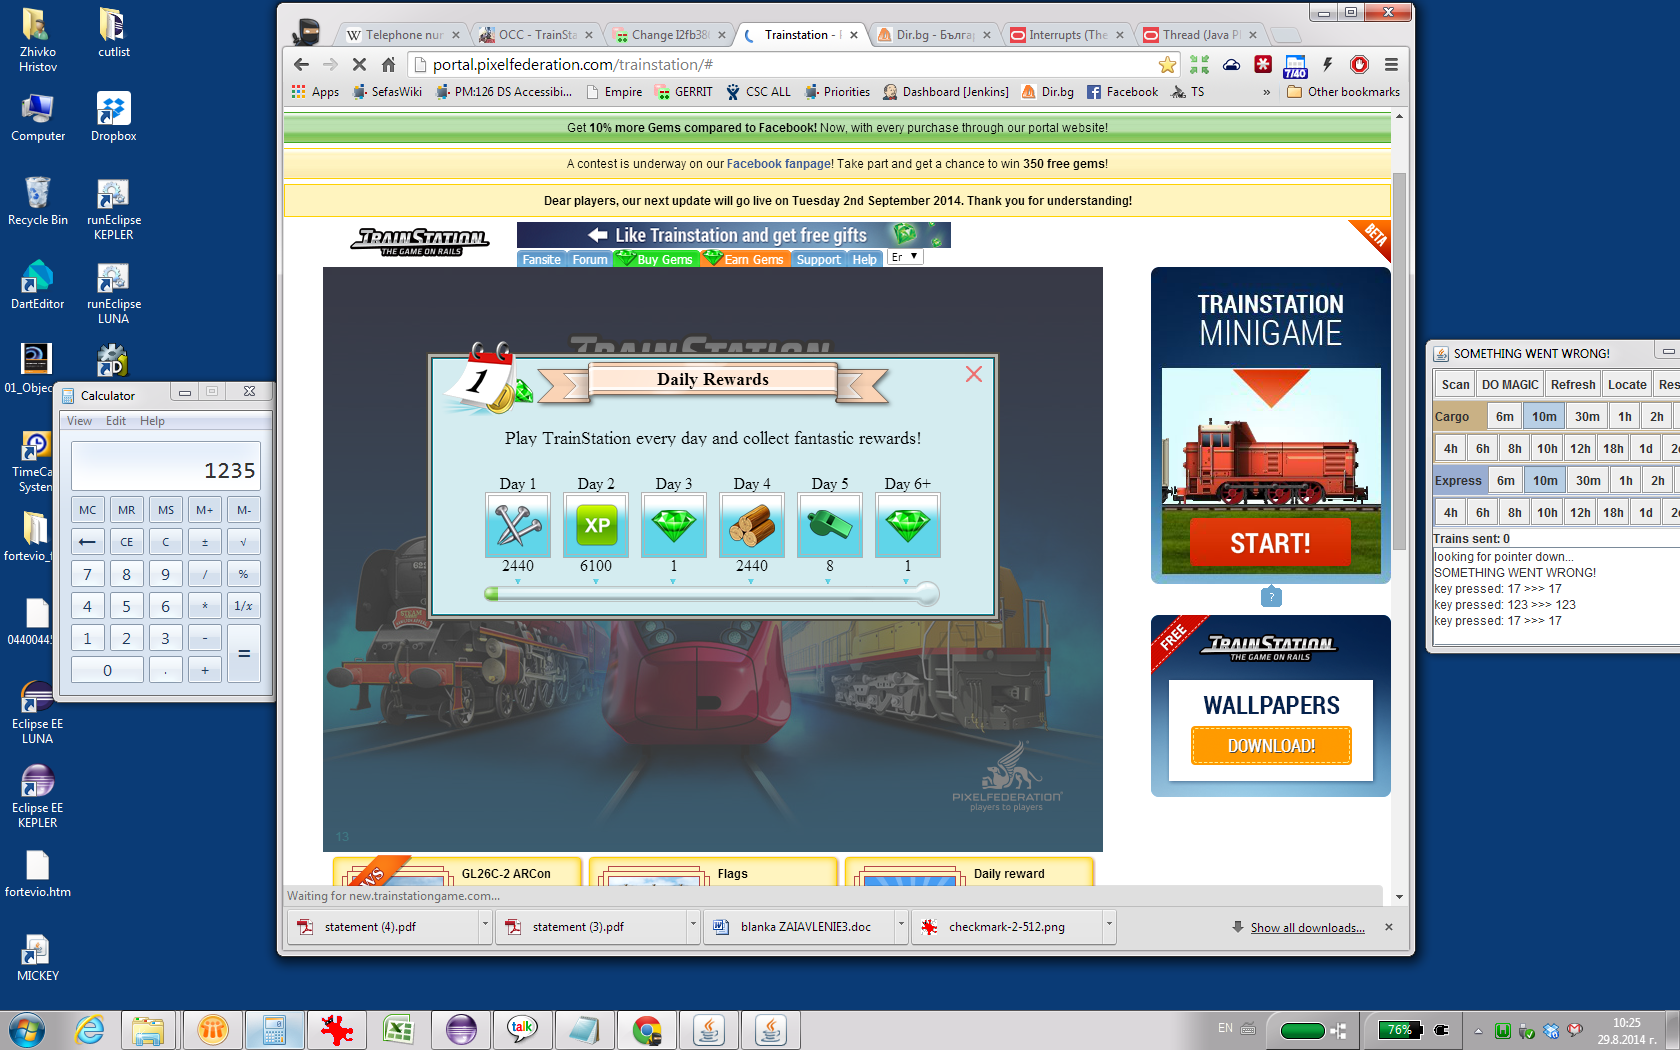 Zhivko
Hristov
cutlist
Computer
Dropbox
Recycle Bin
runEclipse
KEPLER
DartEditor
runEclipse
LUNA
01_Objec
TimeCa
System
fortevio_f
04400445
Eclipse EE
LUNA
Eclipse EE
KEPLER
fortevio.htm
MICKEY
Calculator
View Edit Help
1235
MC MR MS M+ M-
← CE C ± √
7 8 9 / %
4 5 6 * 1/x
1 2 3 - =
0 . +
Telephone nur
OCC - TrainSta
Change I2fb380
Trainstation - P
Dir.bg - Бълга
Interrupts (The
Thread (Java Pl
portal.pixelfederation.com/trainstation/#
7/40
Apps SefasWiki PM:126 DS Accessibi... Empire GERRIT CSC ALL Priorities Dashboard [Jenkins] Dir.bg Facebook TS » Other bookmarks
Get 10% more Gems compared to Facebook! Now, with every purchase through our portal website!
A contest is underway on our Facebook fanpage! Take part and get a chance to win 350 free gems!
Dear players, our next update will go live on Tuesday 2nd September 2014. Thank you for understanding!
TRAINSTATION
THE GAME ON RAILS
Like Trainstation and get free gifts
BETA
Fansite Forum Buy Gems Earn Gems Support Help Er
TRAINSTATION
1
Daily Rewards
Play TrainStation every day and collect fantastic rewards!
Day 1 Day 2 Day 3 Day 4 Day 5 Day 6+
XP
2440 6100 1 2440 8 1
PIXELFEDERATION
players to players
13
TRAINSTATION
MINIGAME
START!
?
FREE
TRAINSTATION
THE GAME ON RAILS
WALLPAPERS
DOWNLOAD!
GL26C-2 ARCon
Flags
Daily reward
Waiting for new.trainstationgame.com...
statement (4).pdf
statement (3).pdf
blanka ZAIAVLENIE3.doc
checkmark-2-512.png
Show all downloads...
SOMETHING WENT WRONG!
Scan DO MAGIC Refresh Locate Res
Cargo 6m 10m 30m 1h 2h
4h 6h 8h 10h 12h 18h 1d 2
Express 6m 10m 30m 1h 2h
4h 6h 8h 10h 12h 18h 1d 2
Trains sent: 0
looking for pointer down...
SOMETHING WENT WRONG!
key pressed: 17 >>> 17
key pressed: 123 >>> 123
key pressed: 17 >>> 17
talk
EN
76%
10:25
29.8.2014 г.